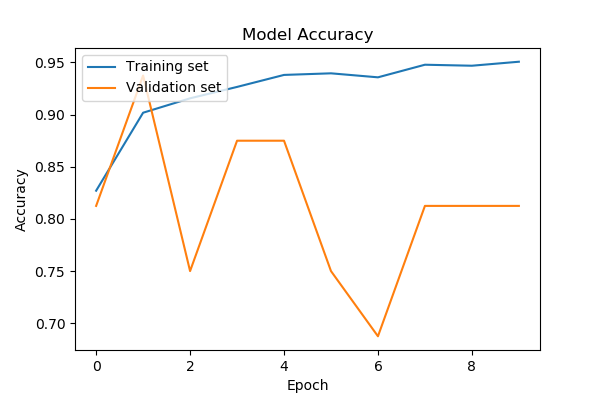 Model Accuracy
Training set
Validation set
0.95
0.90
0.85
0.80
0.75
0.70
Accuracy
0 2 4 6 8
Epoch